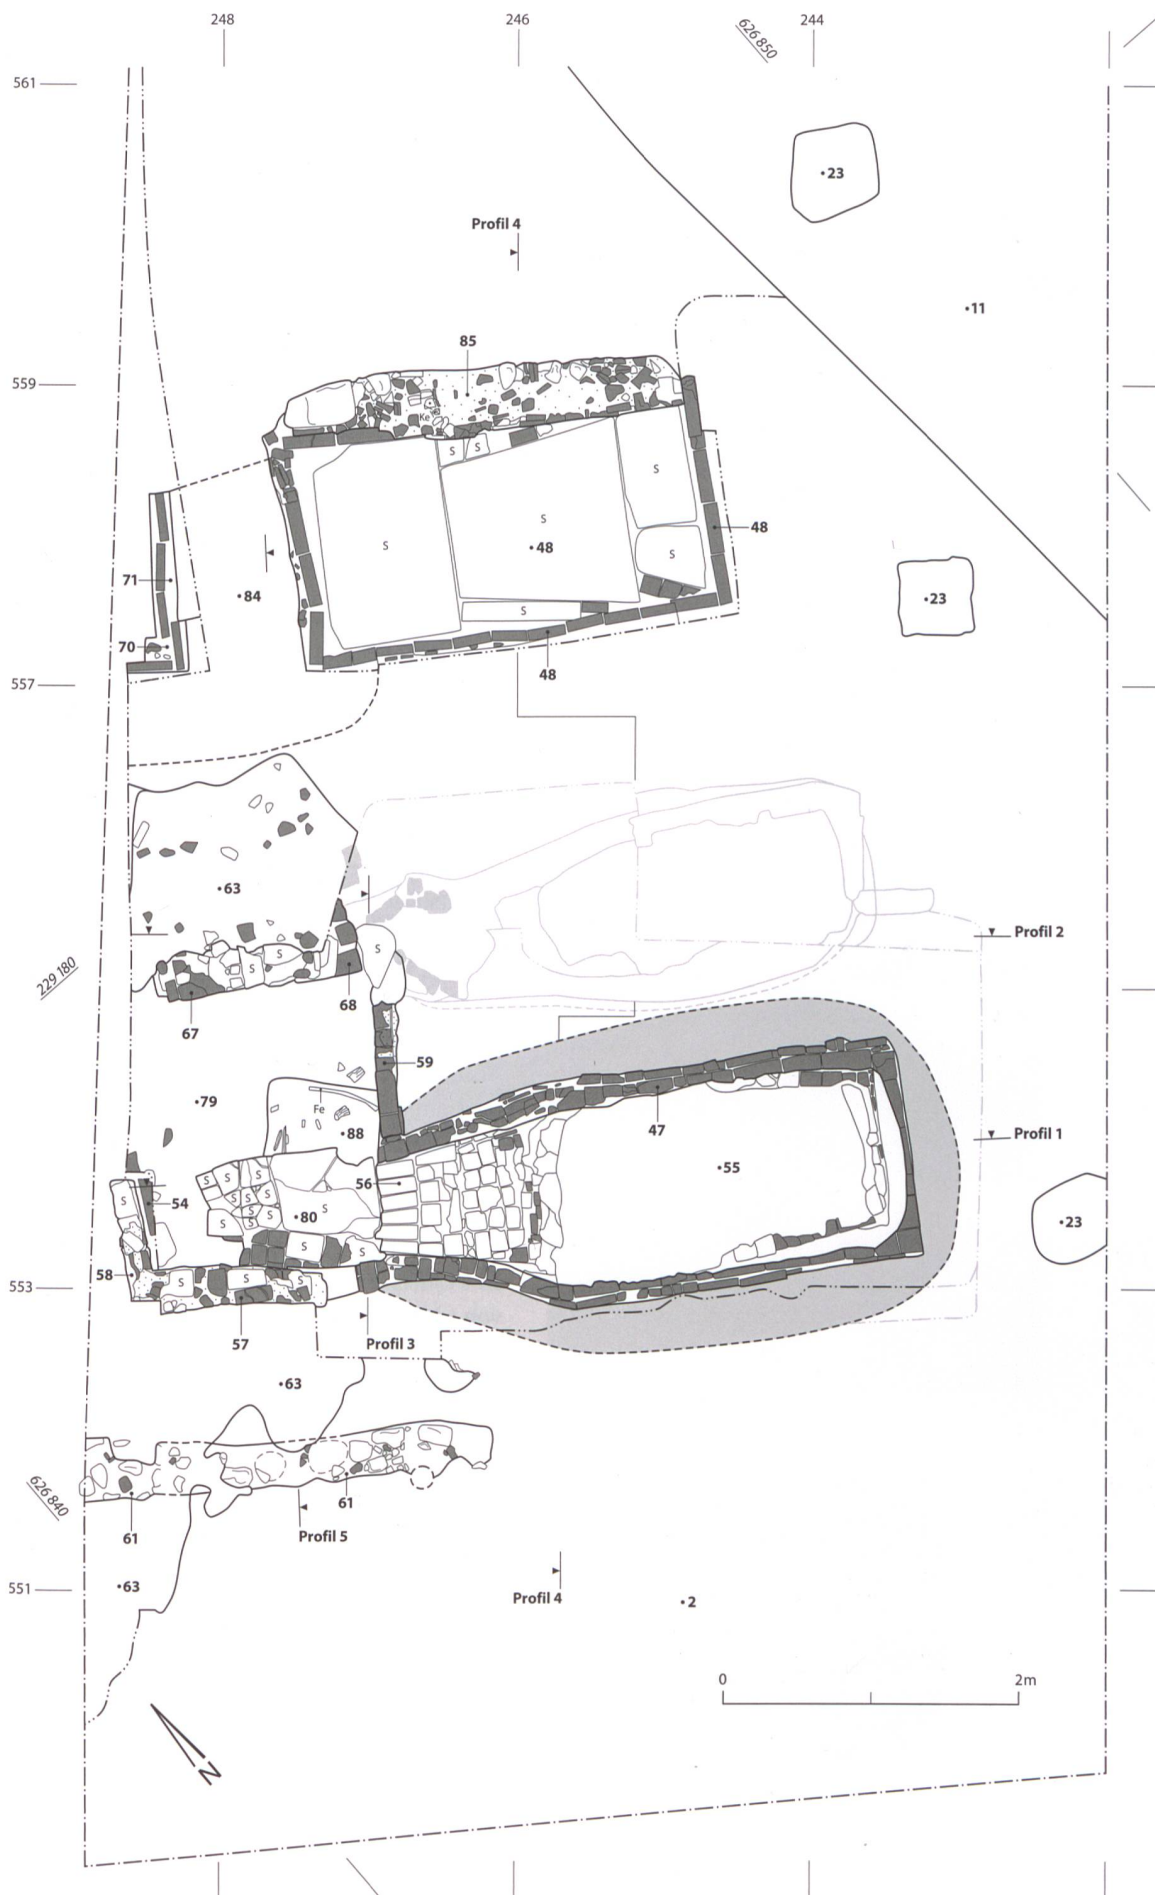 248 246 244
626 850
561
23
Profil 4
11
85
559
Ke
S S
S
S
S
48
48
S
23
71
84
S
70
48
557
63
Profil 2
S
S
S
229 180
68
67
59
79
Fe
47
Profil 1
88
55
S S S
56
S S S
S
54
S
S
S
80
23
S
S
58
S S S
553
57
Profil 3
63
626 840
61
Profil 5
61
63
551
Profil 4
2
0 2m
N